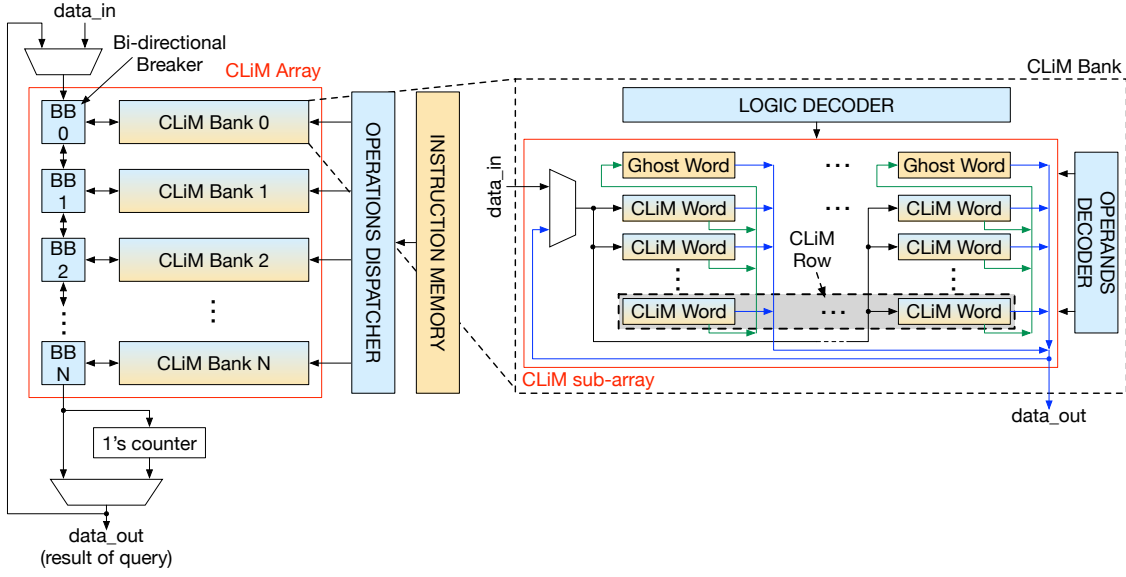 data_in
Bi-directional
Breaker
CLiM Array
BB
0
CLiM Bank 0
BB
1
CLiM Bank 1
BB
2
CLiM Bank 2
BB
N
CLiM Bank N
OPERATIONS DISPATCHER
INSTRUCTION MEMORY
1's counter
data_out
(result of query)
CLiM Bank
LOGIC DECODER
data_in
Ghost Word
...
Ghost Word
CLiM Word
...
CLiM Word
CLiM Word
CLiM Word
CLiM
Row
CLiM Word
...
CLiM Word
OPERANDS
DECODER
CLiM sub-array
data_out